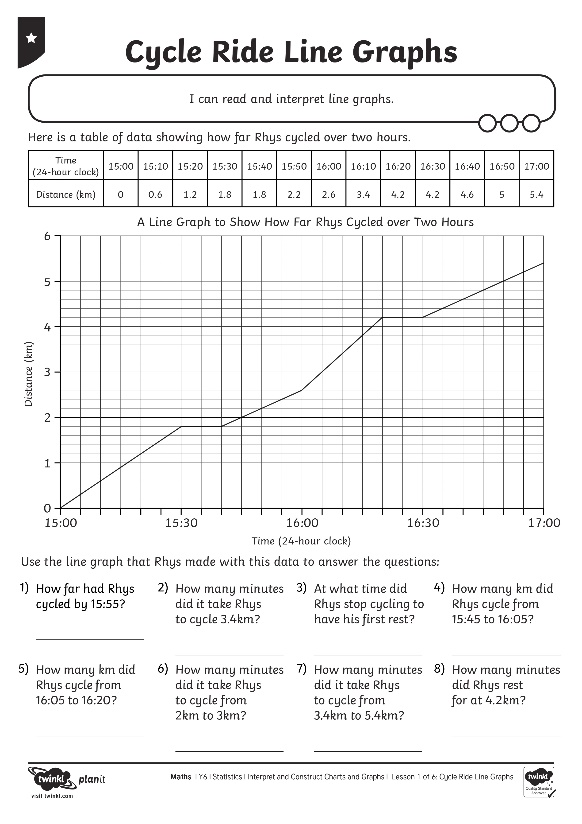 Cycle Ride Line Graphs
I can read and interpret line graphs.
Here is a table of data showing how far Rhys cycled over two hours.
Time (24-hour clock) 15:00 15:10 15:20 15:30 15:40 15:50 16:00 16:10 16:20 16:30 16:40 16:50 17:00
Distance (km) 0 0.6 1.2 1.8 1.8 2.2 2.6 3.4 4.2 4.2 4.6 5 5.4
A Line Graph to Show How Far Rhys Cycled over Two Hours
6
5
4
3
2
1
0
Distance (km)
15:00 15:30 16:00 16:30 17:00
Time (24-hour clock)
Use the line graph that Rhys made with this data to answer the questions:
1) How far had Rhys
cycled by 15:55?
2) How many minutes
did it take Rhys
to cycle 3.4km?
3) At what time did
Rhys stop cycling to
have his first rest?
4) How many km did
Rhys cycle from
15:45 to 16:05?
5) How many km did
Rhys cycle from
16:05 to 16:20?
6) How many minutes
did it take Rhys
to cycle from
2km to 3km?
7) How many minutes
did it take Rhys
to cycle from
3.4km to 5.4km?
8) How many minutes
did Rhys rest
for at 4.2km?
twinkl planit
visit twinkl.com
Maths | Y6 | Statistics | Interpret and Construct Charts and Graphs | Lesson 1 of 6: Cycle Ride Line Graphs
twinkl
Quality Standard
Approved